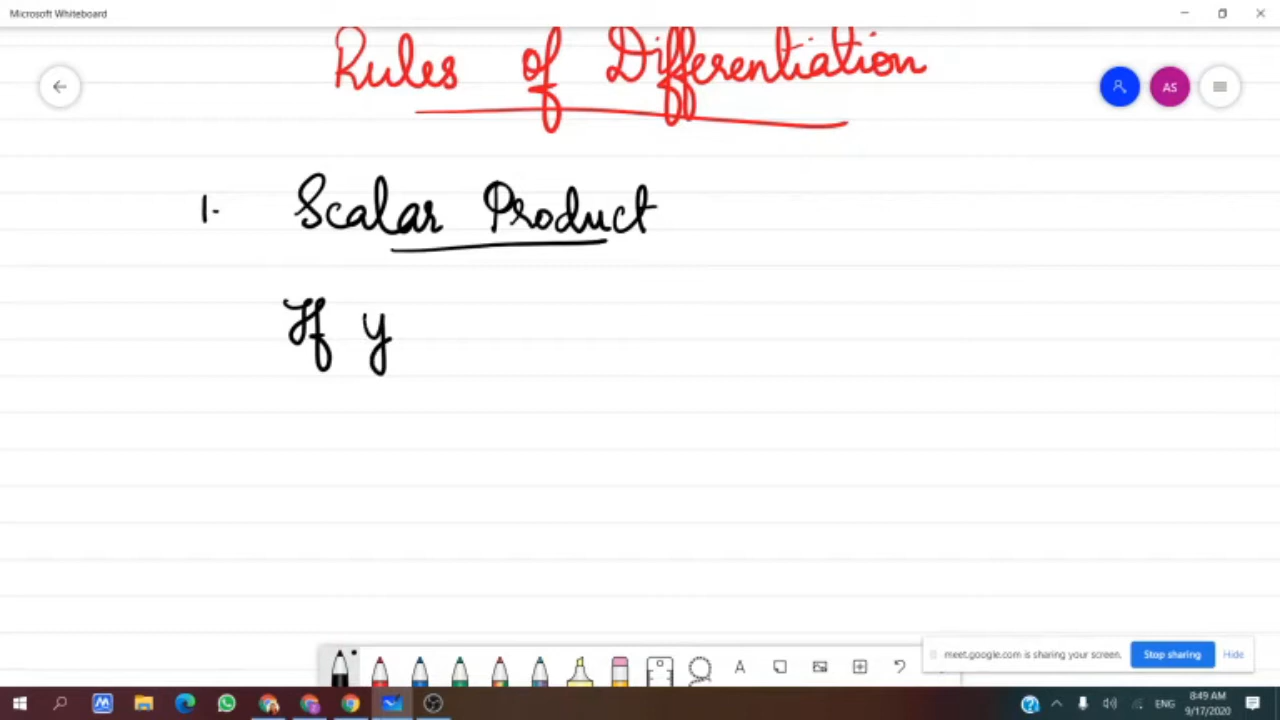 Microsoft Whiteboard
Rules of Differentiation
AS
1. Scalar Product
If y
A
meet.google.com is sharing your screen. Stop sharing Hide
ENG
8:49 AM
9/17/2020